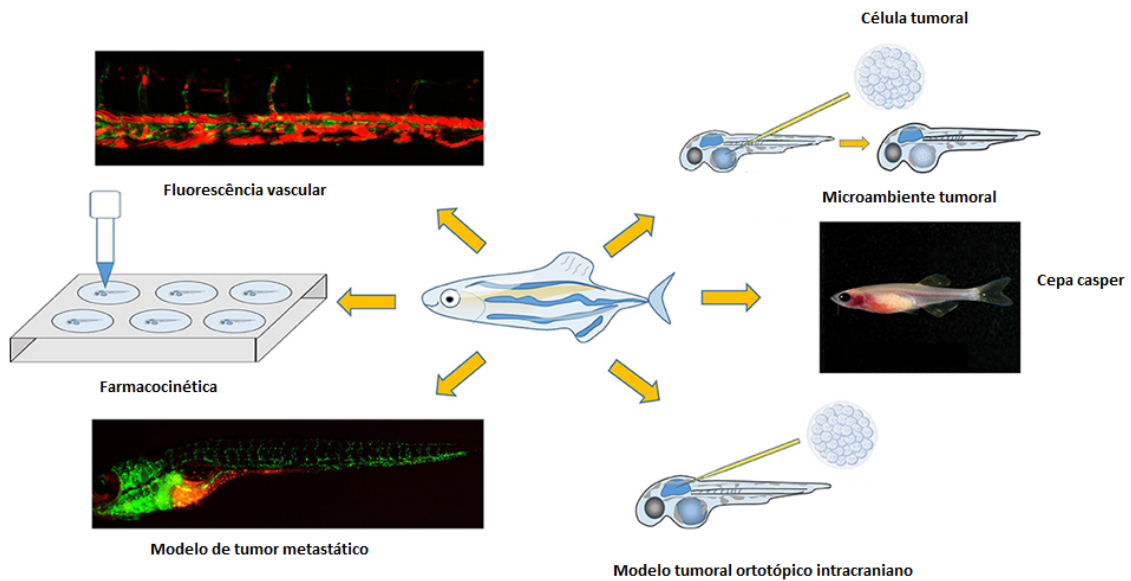 Célula tumoral
Fluorescência vascular
Microambiente tumoral
Cepa casper
Farmacocinética
Modelo de tumor metastático
Modelo tumoral ortotópico intracraniano